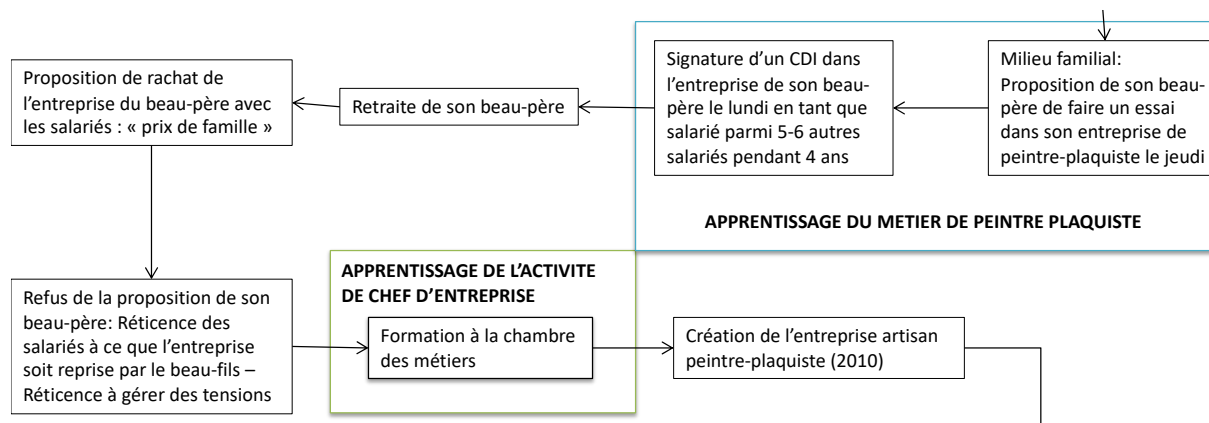 Proposition de rachat de
l'entreprise du beau-père avec
les salariés : « prix de famille »
Retraite de son beau-père
Signature d'un CDI dans
l'entreprise de son beau-
père le lundi en tant que
salarié parmi 5-6 autres
salariés pendant 4 ans
Milieu familial:
Proposition de son beau-
père de faire un essai
dans son entreprise de
peintre-plaquiste le jeudi
APPRENTISSAGE DU METIER DE PEINTRE PLAQUISTE
Refus de la proposition de son
beau-père: Réticence des
salariés à ce que l'entreprise
soit reprise par le beau-fils –
Réticence à gérer des tensions
APPRENTISSAGE DE L'ACTIVITE
DE CHEF D'ENTREPRISE
Formation à la chambre
des métiers
Création de l'entreprise artisan
peintre-plaquiste (2010)